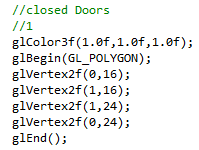 //closed Doors
//1
glColor3f(1.0f,1.0f,1.0f);
glBegin(GL_POLYGON);
glVertex2f(0,16);
glVertex2f(1,16);
glVertex2f(1,24);
glVertex2f(0,24);
glEnd();